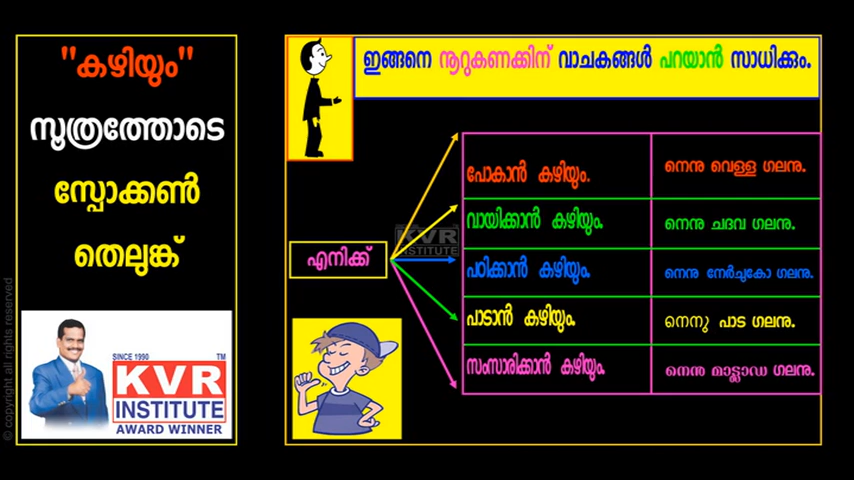 "കഴിയും"
സൂത്രത്തോടെ
സ്പോക്കൺ
തെലുങ്ക്
SINCE 1990 TM
KVR
INSTITUTE
AWARD WINNER
© copyright all rights reserved
ഇങ്ങനെ നൂറുകണക്കിന് വാചകങ്ങൾ പറയാൻ സാധിക്കും.
എനിക്ക്
പോകാൻ കഴിയും. നെനു വെള്ള ഗലനു.
വായിക്കാൻ കഴിയും. നെനു ചദവ ഗലനു.
പഠിക്കാൻ കഴിയും. നെനു നേർചുകോ ഗലനു.
പാടാൻ കഴിയും. നെനു പാട ഗലനു.
സംസാരിക്കാൻ കഴിയും. നെനു മാട്ലാഡ ഗലനു.
KVR
INSTITUTE